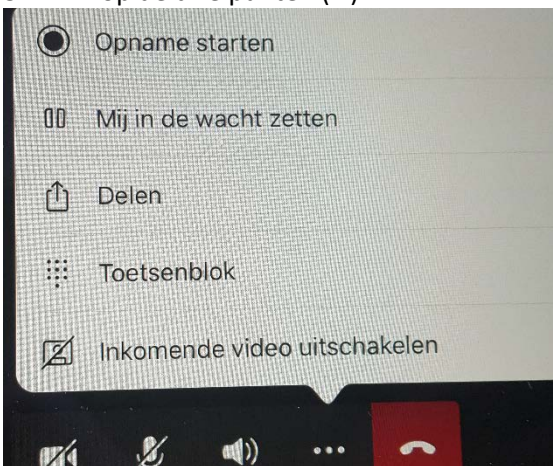 Opname starten
Mij in de wacht zetten
Delen
Toetsenblok
Inkomende video uitschakelen